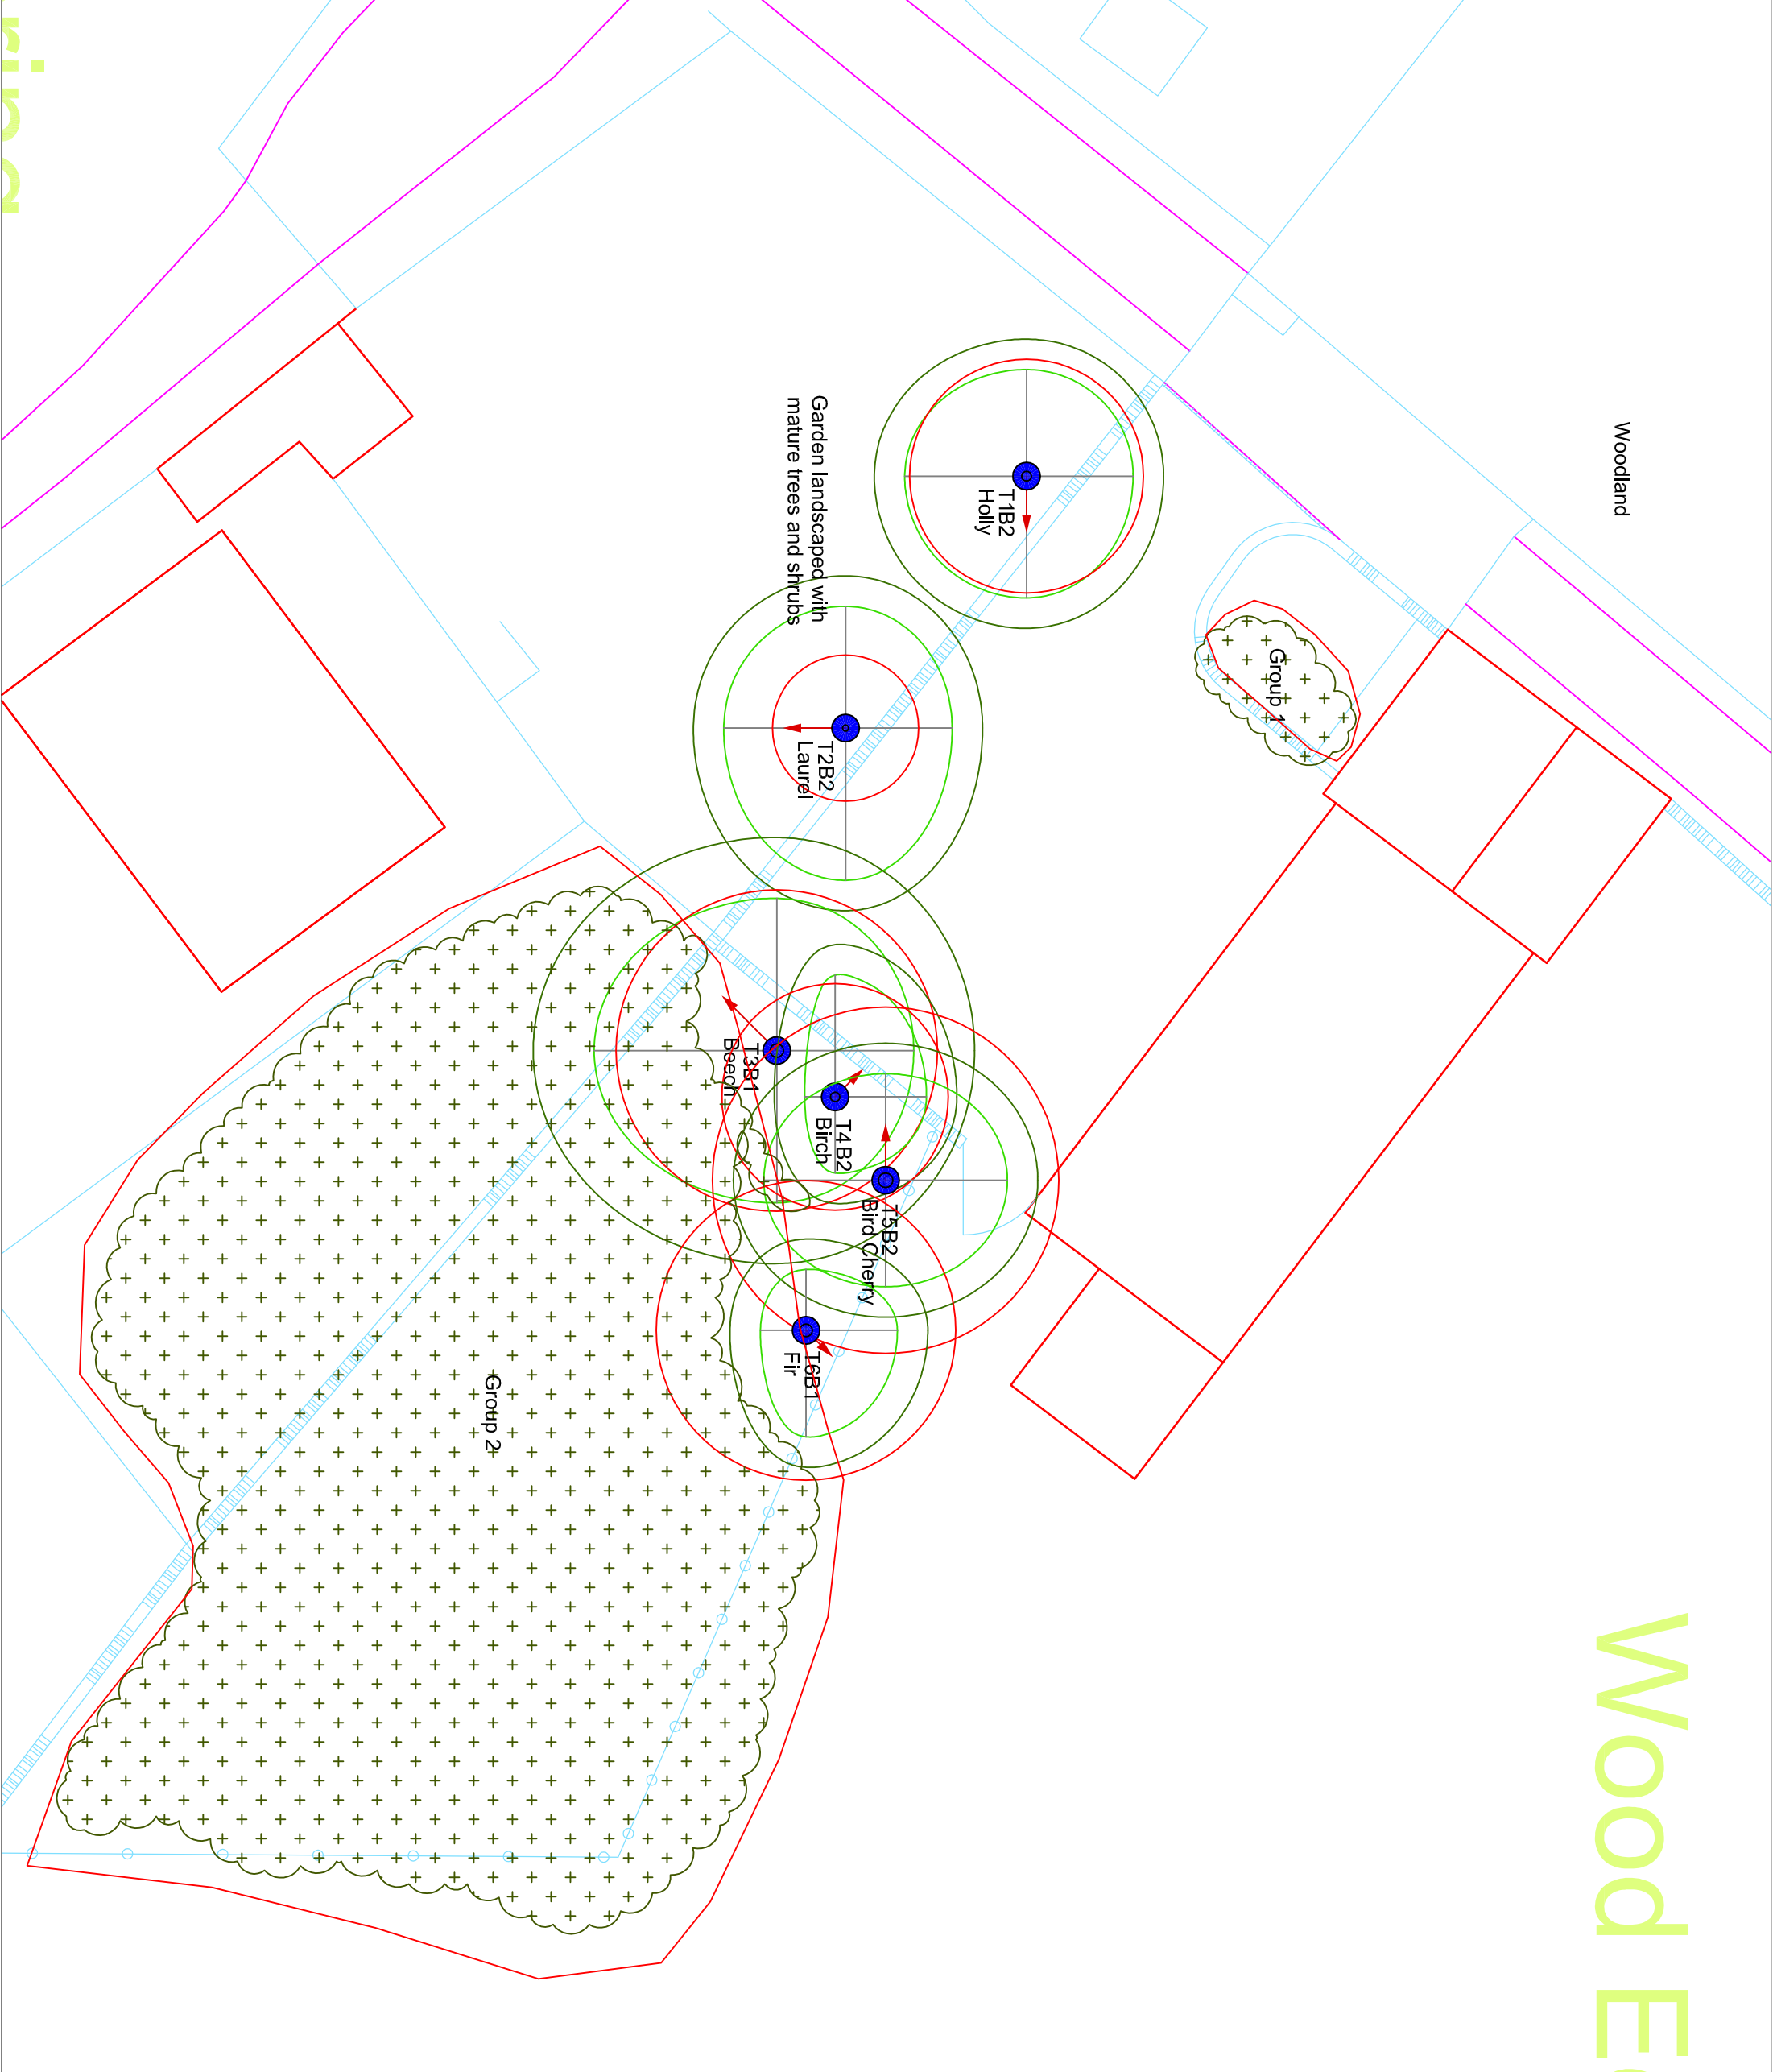 Woodland
Garden landscaped with
mature trees and shrubs
T1B2
Holly
Group 1
T2B2
Laurel
T3B1
Beech
T4B2
Birch
T5B2
Bird Cherry
T6B1
Fir
Group 2
Wood